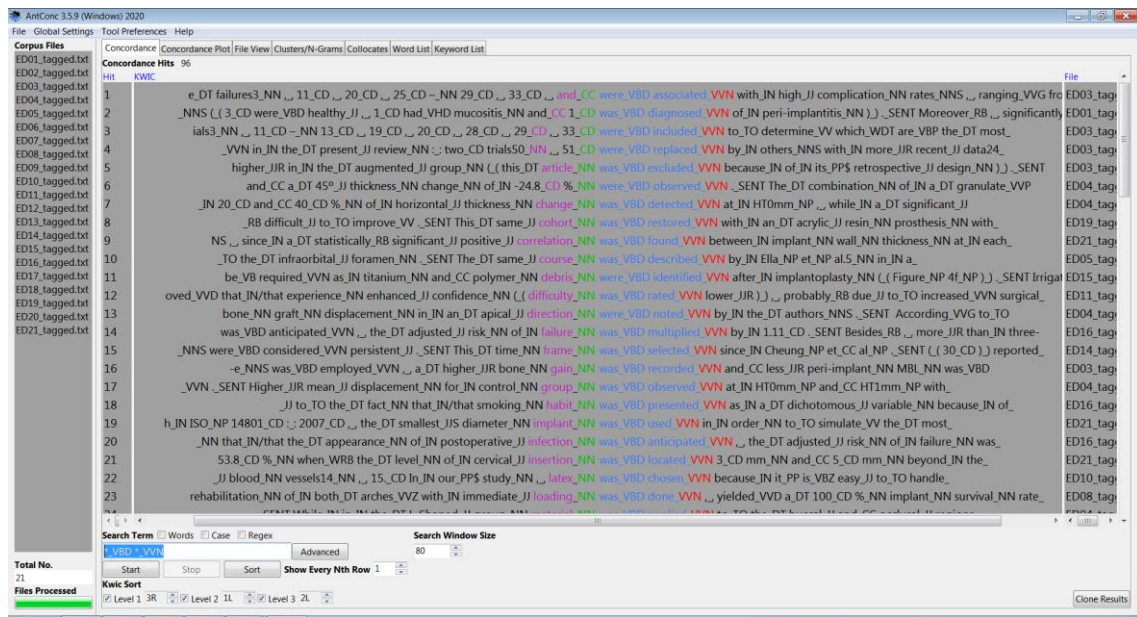 AntConc 3.5.9 (Windows) 2020
File Global Settings Tool Preferences Help
Corpus Files
ED01_tagged.txt
ED02_tagged.txt
ED03_tagged.txt
ED04_tagged.txt
ED05_tagged.txt
ED06_tagged.txt
ED07_tagged.txt
ED08_tagged.txt
ED09_tagged.txt
ED10_tagged.txt
ED11_tagged.txt
ED12_tagged.txt
ED13_tagged.txt
ED14_tagged.txt
ED15_tagged.txt
ED16_tagged.txt
ED17_tagged.txt
ED18_tagged.txt
ED19_tagged.txt
ED20_tagged.txt
ED21_tagged.txt
Concordance Concordance Plot File View Clusters/N-Grams Collocates Word List Keyword List
Concordance Hits 96
Hit KWIC File
1 e_DT failures3_NN ,_, 11_CD ,_, 20_CD ,_, 25_CD –_NN 29_CD ,_, 33_CD ,_, and_CC were_VBD associated_VVN with_IN high_JJ complication_NN rates_NNS ,_, ranging_VVG fro ED03_tag
2 _NNS (_( 3_CD were_VBD healthy_JJ ,_, 1_CD had_VHD mucositis_NN and_CC 1_CD was_VBD diagnosed_VVN of_IN peri-implantitis_NN )_) ._SENT Moreover_RB ,_, significantly ED01_tag
3 ials3_NN ,_, 11_CD –_NN 13_CD ,_, 19_CD ,_, 20_CD ,_, 28_CD ,_, 29_CD ,_, 33_CD were_VBD included_VVN to_TO determine_VV which_WDT are_VBP the_DT most_ ED03_tag
4 _VVN in_IN the_DT present_JJ review_NN :_: two_CD trials50_NN ,_, 51_CD were_VBD replaced_VVN by_IN others_NNS with_IN more_JJR recent_JJ data24_ ED03_tag
5 higher_JJR in_IN the_DT augmented_JJ group_NN (_( this_DT article_NN was_VBD excluded_VVN because_IN of_IN its_PP$ retrospective_JJ design_NN )_) ._SENT ED03_tag
6 and_CC a_DT 45º_JJ thickness_NN change_NN of_IN -24.8_CD %_NN were_VBD observed_VVN ._SENT The_DT combination_NN of_IN a_DT granulate_VVP ED04_tag
7 _IN 20_CD and_CC 40_CD %_NN of_IN horizontal_JJ thickness_NN change_NN was_VBD detected_VVN at_IN HT0mm_NP ,_, while_IN a_DT significant_JJ ED04_tag
8 _RB difficult_JJ to_TO improve_VV ._SENT This_DT same_JJ cohort_NN was_VBD restored_VVN with_IN an_DT acrylic_JJ resin_NN prosthesis_NN with_ ED19_tag
9 NS ,_, since_IN a_DT statistically_RB significant_JJ positive_JJ correlation_NN was_VBD found_VVN between_IN implant_NN wall_NN thickness_NN at_IN each_ ED21_tag
10 _TO the_DT infraorbital_JJ foramen_NN ._SENT The_DT same_JJ course_NN was_VBD described_VVN by_IN Ella_NP et_NP al.5_NN in_IN a_ ED05_tag
11 be_VB required_VVN as_IN titanium_NN and_CC polymer_NN debris_NN were_VBD identified_VVN after_IN implantoplasty_NN (_( Figure_NP 4f_NP )_) ._SENT Irrigat ED15_tag
12 oved_VVD that_IN/that experience_NN enhanced_JJ confidence_NN (_( difficulty_NN was_VBD rated_VVN lower_JJR )_) ,_, probably_RB due_JJ to_TO increased_VVN surgical_ ED11_tag
13 bone_NN graft_NN displacement_NN in_IN an_DT apical_JJ direction_NN were_VBD noted_VVN by_IN the_DT authors_NNS ._SENT According_VVG to_TO ED04_tag
14 was_VBD anticipated_VVN ,_, the_DT adjusted_JJ risk_NN of_IN failure_NN was_VBD multiplied_VVN by_IN 1.11_CD ._SENT Besides_RB ,_, more_JJR than_IN three- ED16_tag
15 _NNS were_VBD considered_VVN persistent_JJ ._SENT This_DT time_NN frame_NN was_VBD selected_VVN since_IN Cheung_NP et_CC al_NP ._SENT (_( 30_CD )_) reported_ ED14_tag
16 -e_NNS was_VBD employed_VVN ,_, a_DT higher_JJR bone_NN gain_NN was_VBD recorded_VVN and_CC less_JJR peri-implant_NN MBL_NN was_VBD ED03_tag
17 _VVN ._SENT Higher_JJR mean_JJ displacement_NN for_IN control_NN group_NN was_VBD observed_VVN at_IN HT0mm_NP and_CC HT1mm_NP with_ ED04_tag
18 _JJ to_TO the_DT fact_NN that_IN/that smoking_NN habit_NN was_VBD presented_VVN as_IN a_DT dichotomous_JJ variable_NN because_IN of_ ED16_tag
19 h_IN ISO_NP 14801_CD :_: 2007_CD ,_, the_DT smallest_JJS diameter_NN implant_NN was_VBD used_VVN in_IN order_NN to_TO simulate_VV the_DT most_ ED21_tag
20 _NN that_IN/that the_DT appearance_NN of_IN postoperative_JJ infection_NN was_VBD anticipated_VVN ,_, the_DT adjusted_JJ risk_NN of_IN failure_NN was_ ED16_tag
21 53.8_CD %_NN when_WRB the_DT level_NN of_IN cervical_JJ insertion_NN was_VBD located_VVN 3_CD mm_NN and_CC 5_CD mm_NN beyond_IN the_ ED21_tag
22 _JJ blood_NN vessels14_NN ,_, 15._CD In_IN our_PP$ study_NN ,_, latex_NN was_VBD chosen_VVN because_IN it_PP is_VBZ easy_JJ to_TO handle_ ED10_tag
23 rehabilitation_NN of_IN both_DT arches_VVZ with_IN immediate_JJ loading_NN was_VBD done_VVN ,_, yielded_VVD a_DT 100_CD %_NN implant_NN survival_NN rate_ ED08_tag
Search Term Words Case Regex Search Window Size
*_VBD *_VVN Advanced 80
Start Stop Sort Show Every Nth Row 1
Total No.
21
Files Processed
Kwic Sort
Level 1 3R Level 2 1L Level 3 2L
Clone Results